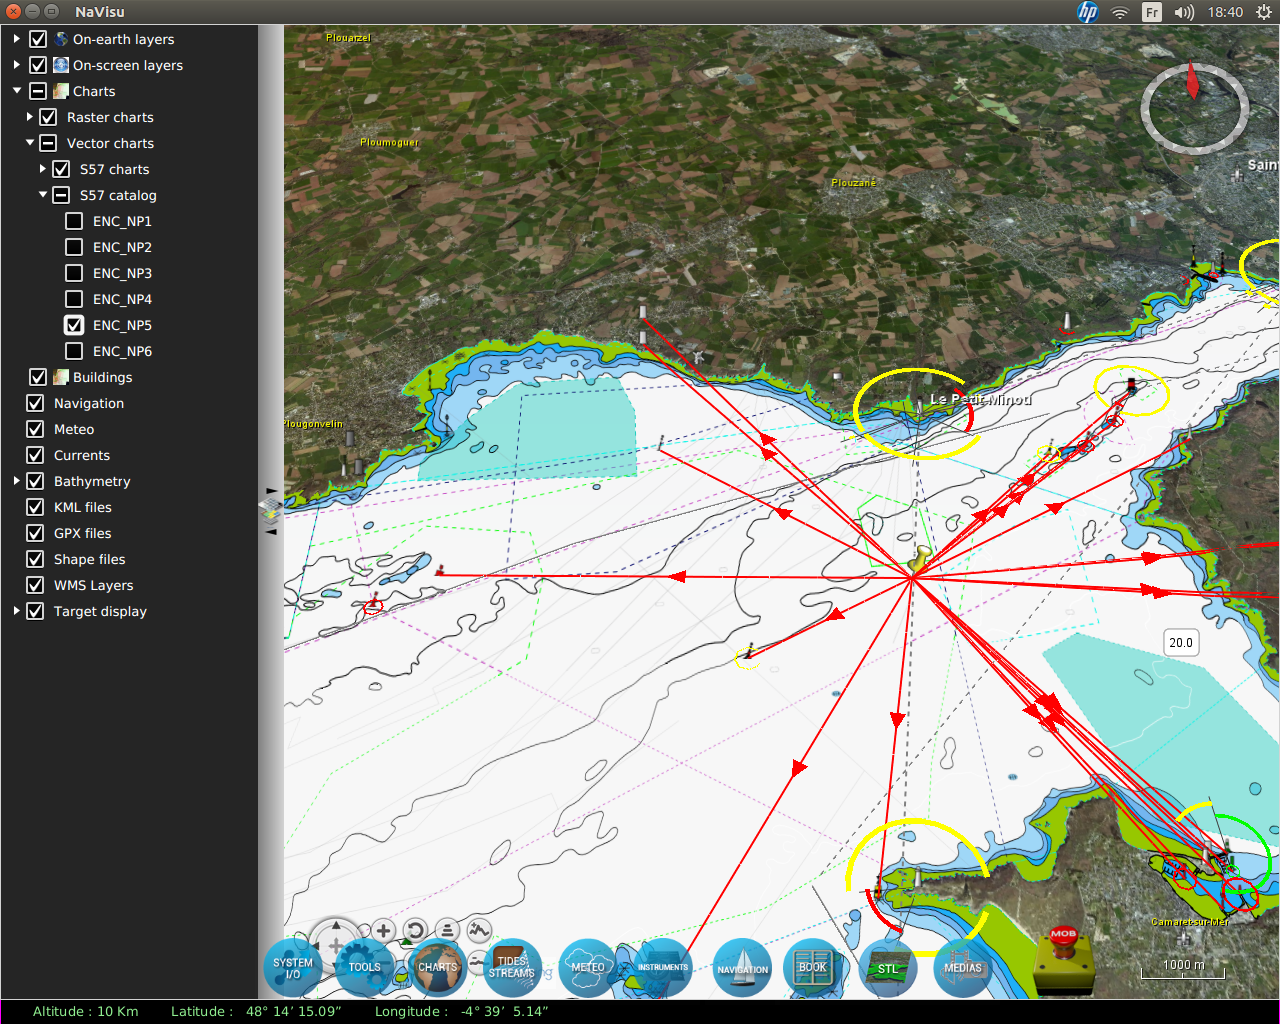 NaVisu
hp
Fr
18:40
On-earth layers
On-screen layers
Charts
Raster charts
Vector charts
S57 charts
S57 catalog
ENC_NP1
ENC_NP2
ENC_NP3
ENC_NP4
ENC_NP5
ENC_NP6
Buildings
Navigation
Meteo
Currents
Bathymetry
KML files
GPX files
Shape files
WMS Layers
Target display
Plouarzel
Ploumoguer
Plouzané
Saint
Plougonvelin
Le Petit-Minou
20.0
Camaret-sur-Mer
MOB
1000 m
SYSTEM
I/O
TOOLS
CHARTS
TIDES
STREAMS
METEO
INSTRUMENTS
NAVIGATION
BOOK
STL
MEDIAS
Altitude : 10 Km
Latitude : 48° 14’ 15.09”
Longitude : -4° 39’ 5.14”